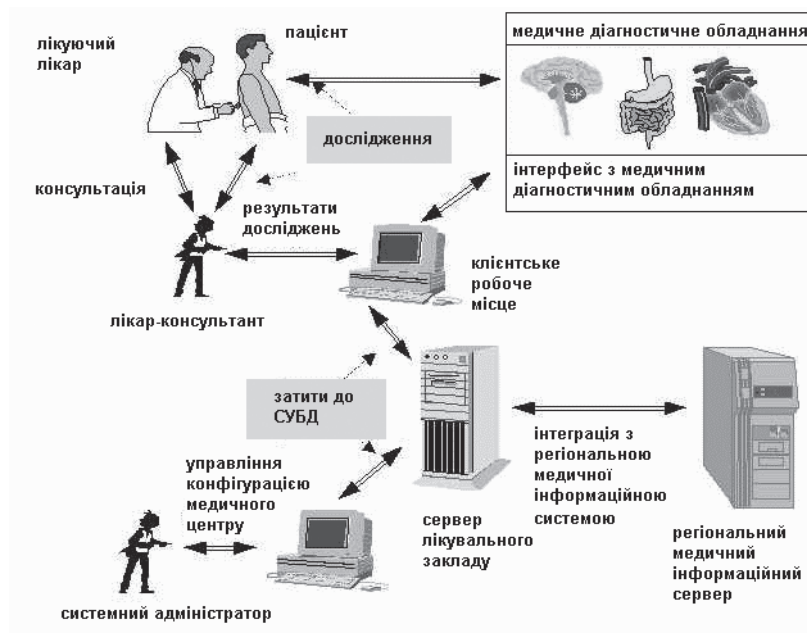 лікуючий
лікар
пацієнт
медичне діагностичне обладнання
дослідження
інтерфейс з медичним
діагностичним обладнанням
консультація
результати
досліджень
лікар-консультант
клієнтське
робоче
місце
затити до
СУБД
управління
конфігурацією
медичного
центру
інтеграція з
регіональною
медичної
інформаційною
системою
сервер
лікувального
закладу
регіональний
медичний
інформаційний
сервер
системний адміністратор